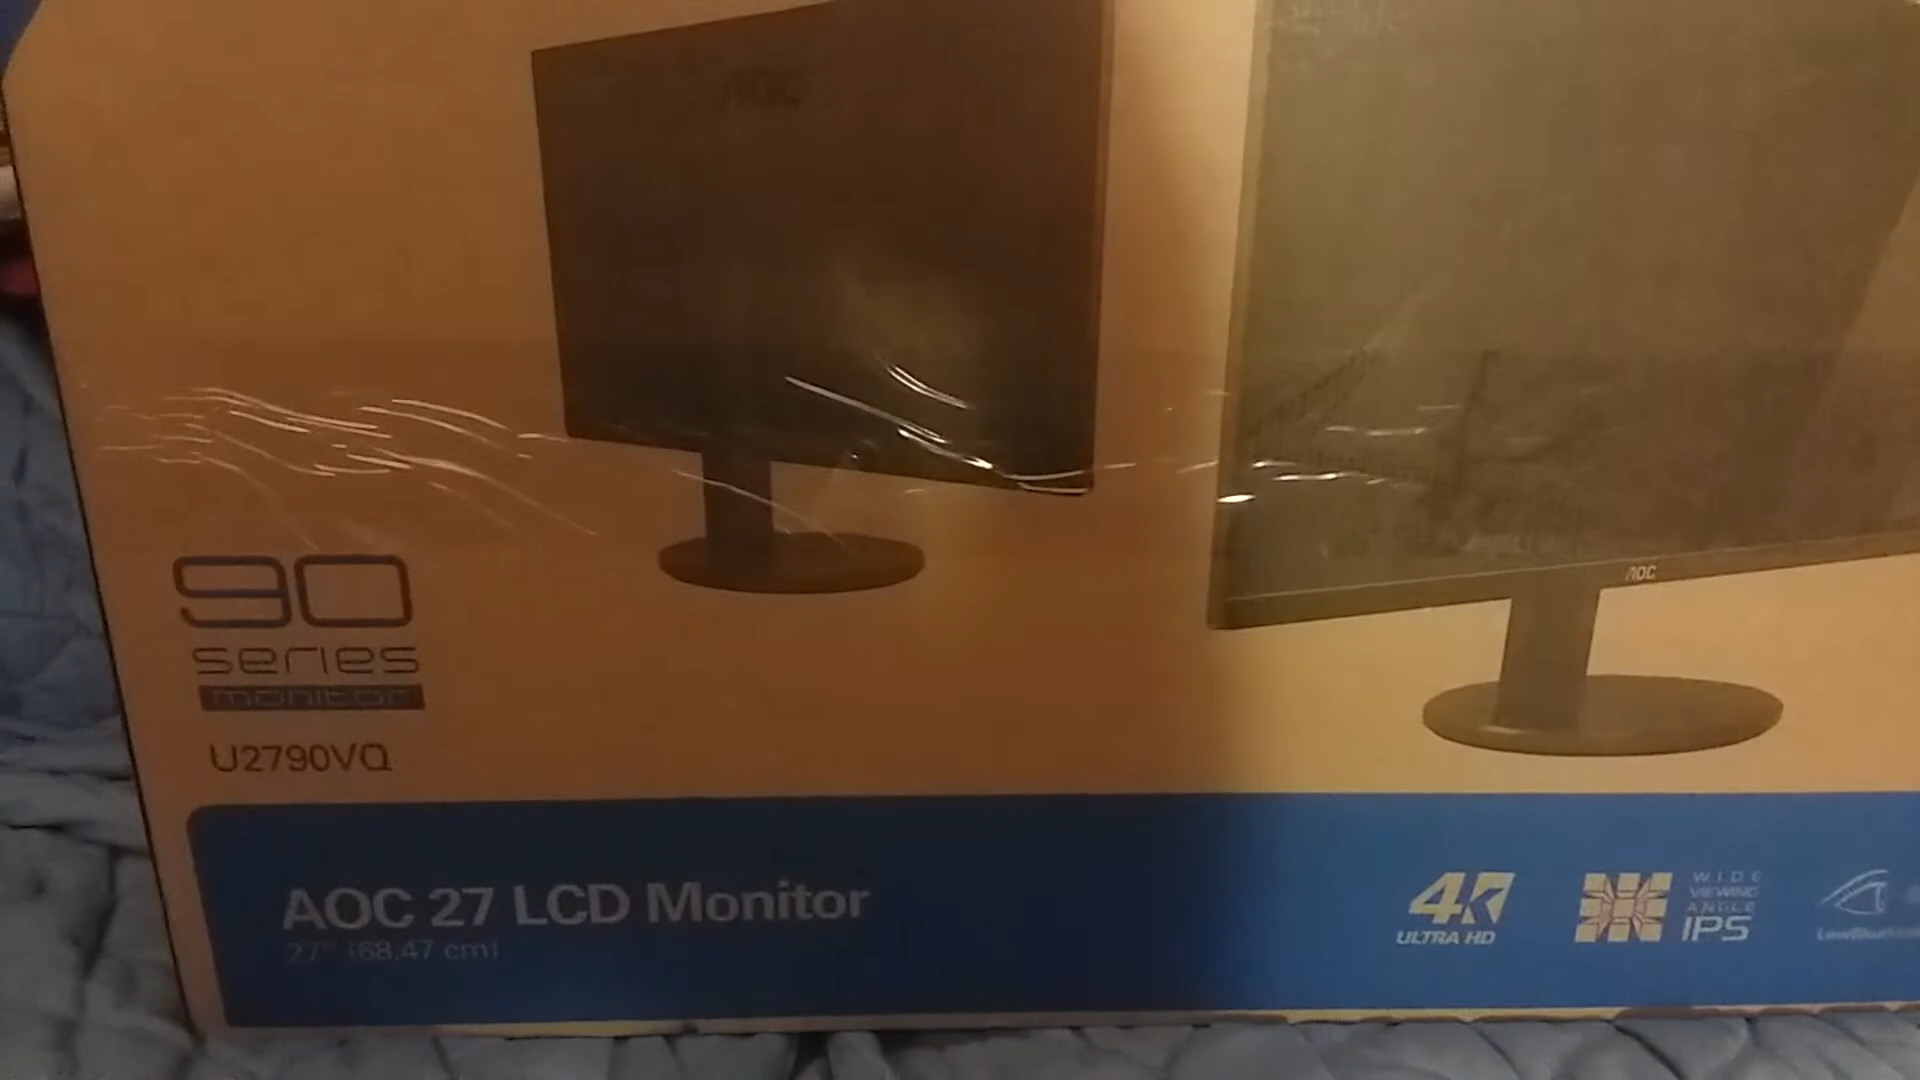 AOC
AOC
90
series
monitor
U2790VQ
AOC 27 LCD Monitor
27" (68,47 cm)
4K
ULTRA HD
WIDE
VIEWING
ANGLE
IPS